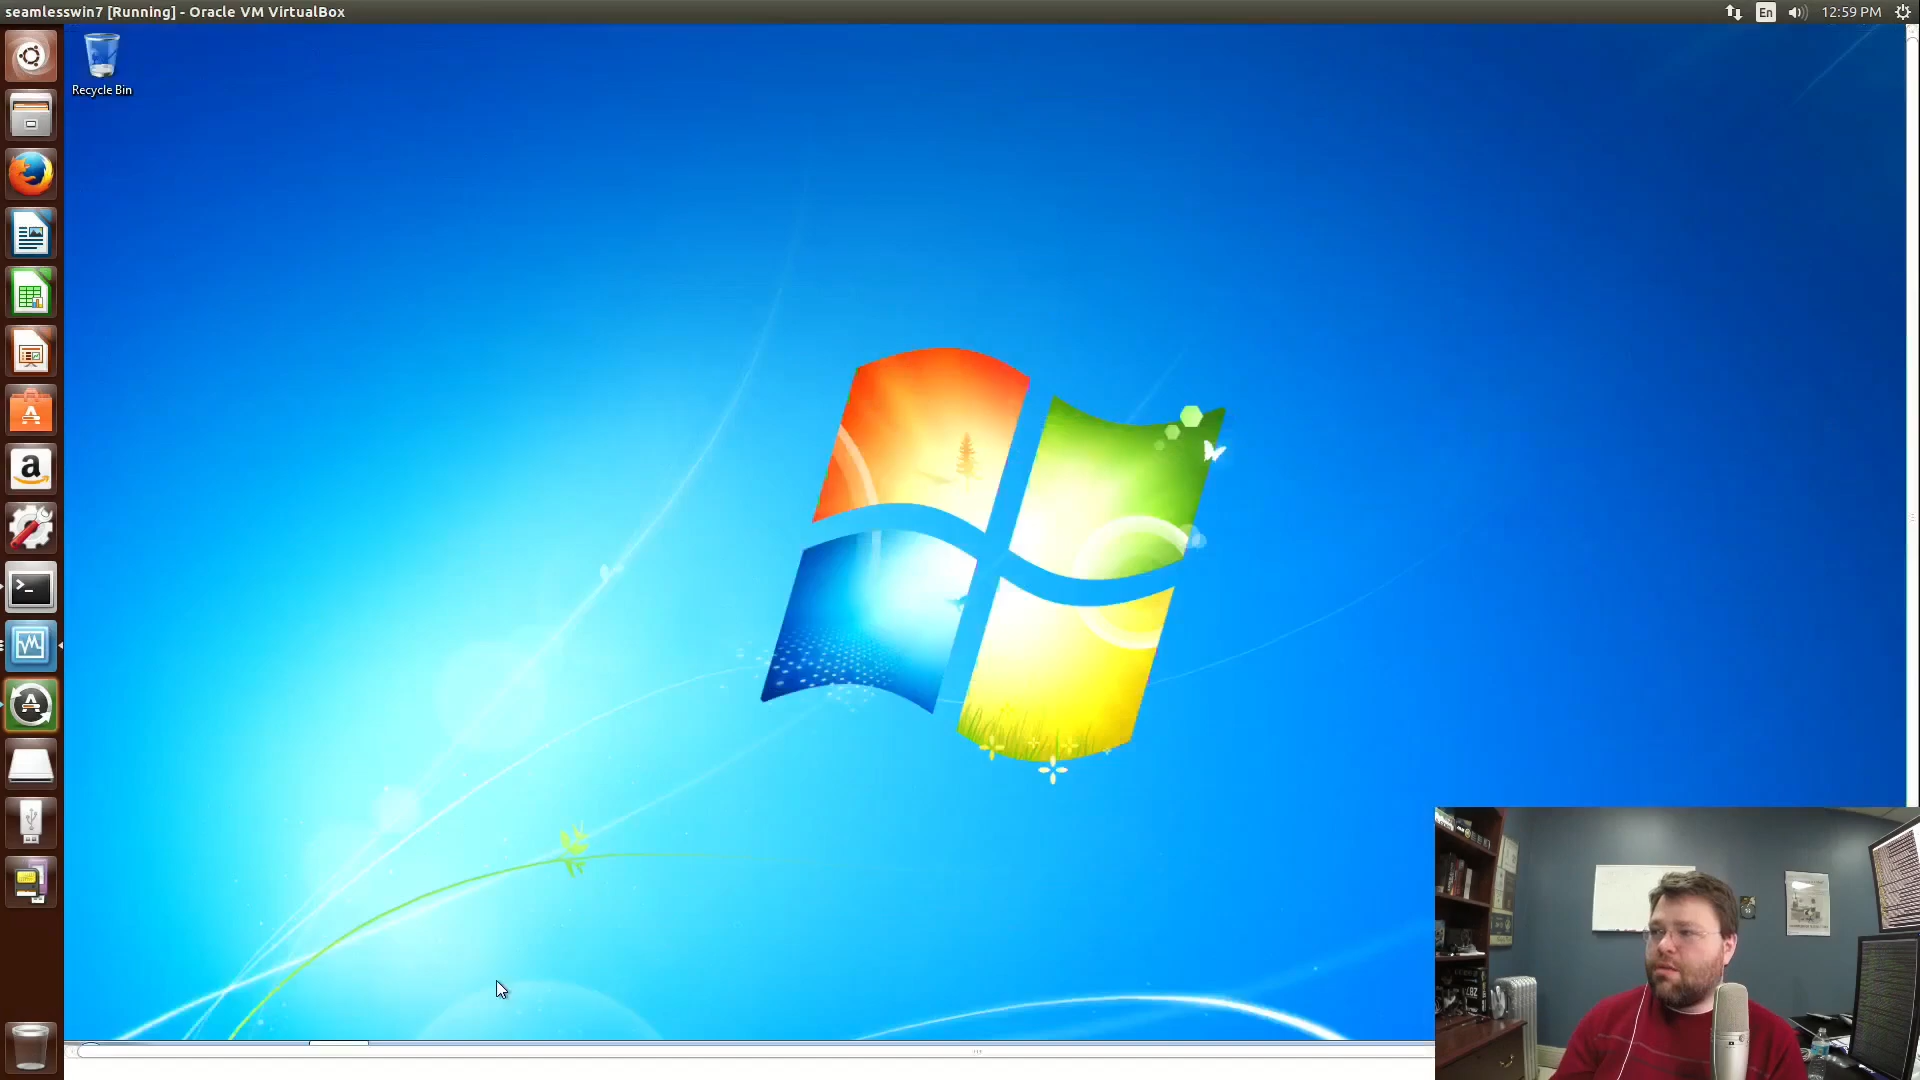 seamlesswin7 [Running] - Oracle VM VirtualBox
En
12:59 PM
Recycle Bin